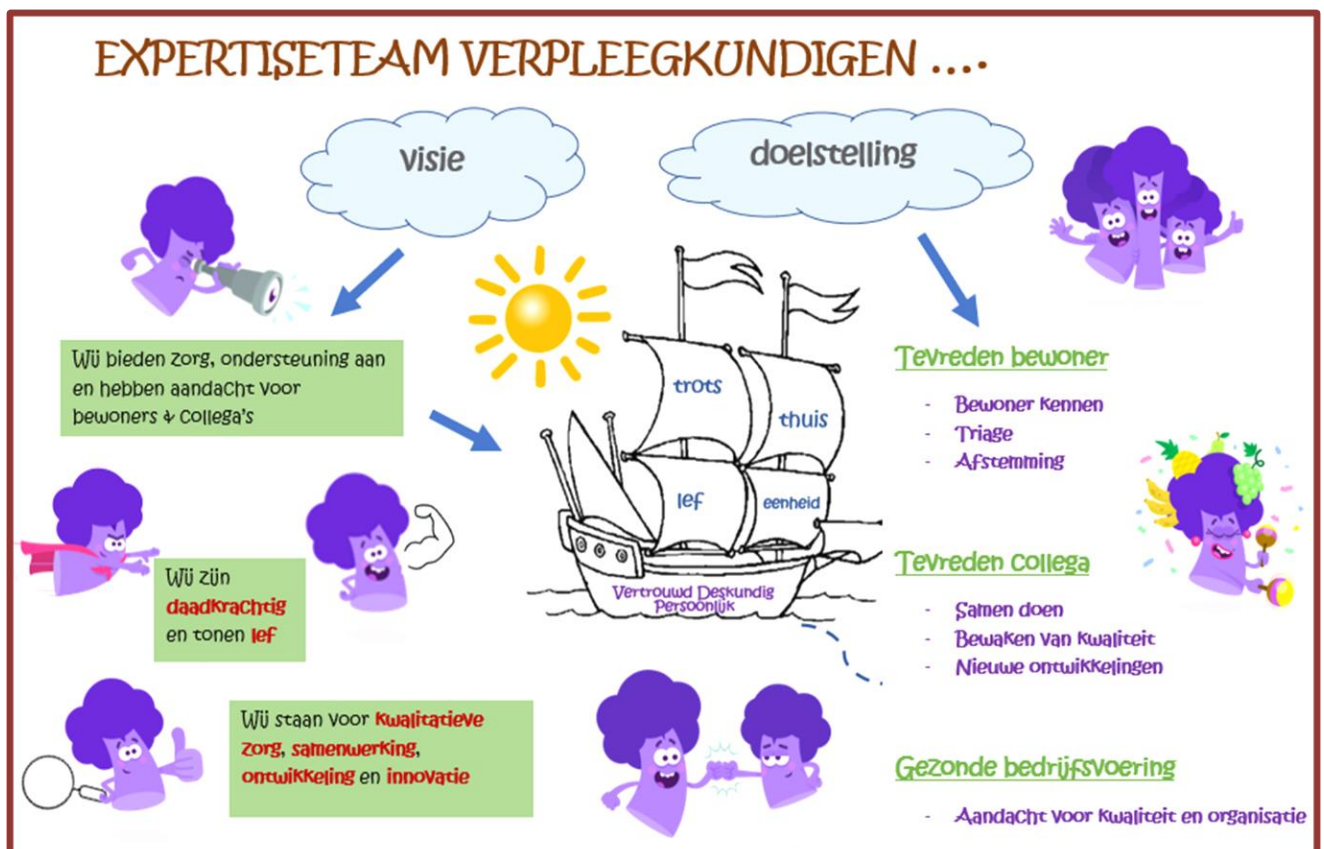 EXPERTISETEAM VERPLEEGKUNDIGEN ....
visie
doelstelling
Wij bieden zorg, ondersteuning aan
en hebben aandacht voor
bewoners & collega's
Wij zijn
daadkrachtig
en tonen lef
Wij staan voor kwalitatieve
zorg, samenwerking,
ontwikkeling en innovatie
trots
thuis
lef
eenheid
Vertrouwd Deskundig
Persoonlijk
Tevreden bewoner
- Bewoner kennen
- Triage
- Afstemming
Tevreden collega
- Samen doen
- Bewaken van kwaliteit
- Nieuwe ontwikkelingen
Gezonde bedrijfsvoering
- Aandacht voor kwaliteit en organisatie